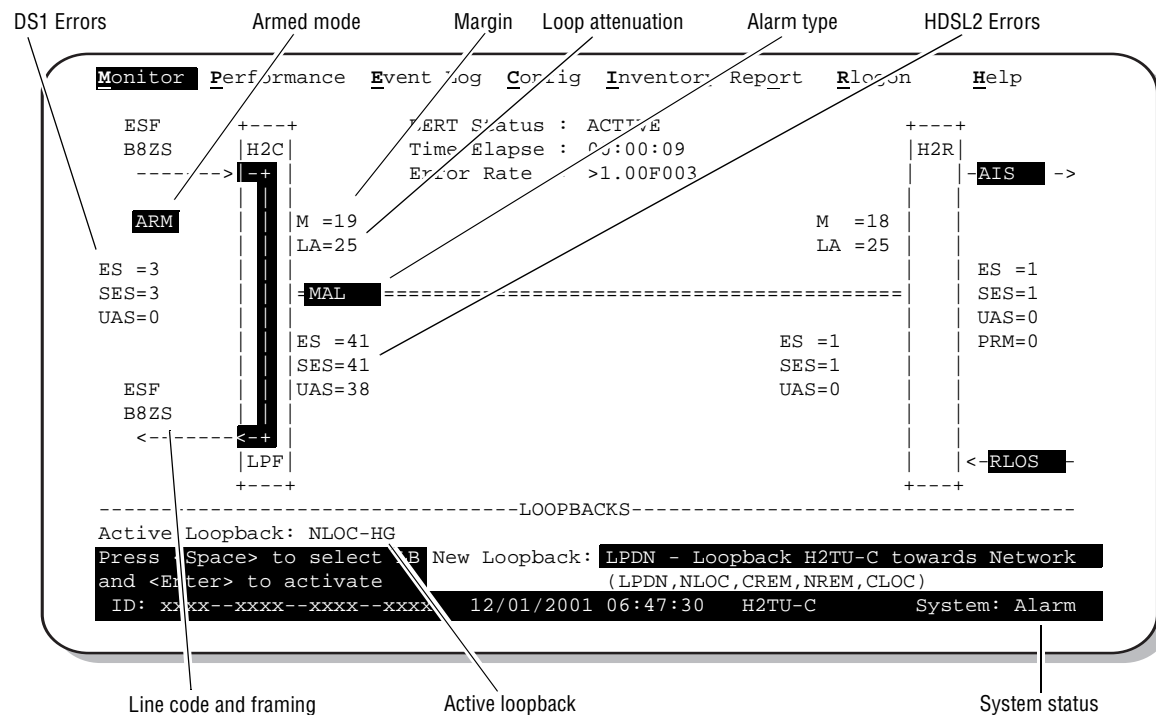 DS1 Errors Armed mode Margin Loop attenuation Alarm type HDSL2 Errors
Monitor Performance Event Log Config Inventory Report Rlogon Help
ESF +---+ BERT Status : ACTIVE +---+
B8ZS |H2C| Time Elapse : 00:00:09 |H2R|
-------->|-+| Error Rate >1.00F003 | |-AIS ->
ARM M =19 M =18
LA=25 LA =25
ES =3 ES =1
SES=3 =MAL ======================================== SES=1
UAS=0 UAS=0
ES =41 ES =1 PRM=0
SES=41 SES=1
ESF UAS=38 UAS=0
B8ZS
<--------<-+
|LPF| <-RLOS -
+---+ +---+
-----------------------------LOOPBACKS------------------------------
Active Loopback: NLOC-HG
Press <Space> to select LB New Loopback: LPDN - Loopback H2TU-C towards Network
and <Enter> to activate (LPDN,NLOC,CREM,NREM,CLOC)
ID: xxxx--xxxx--xxxx--xxxx 12/01/2001 06:47:30 H2TU-C System: Alarm
Line code and framing Active loopback System status